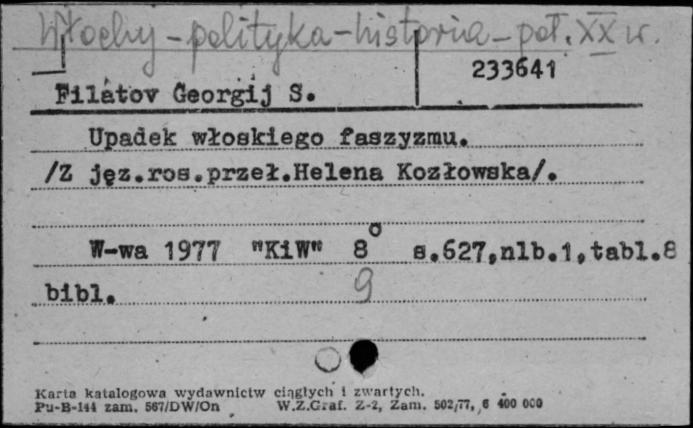 Włochy - polityka - historia - poł. XX w.
233641
Filatov Georgij S.
Upadek włoskiego faszyzmu.
/Z jęz.ros.przeł.Helena Kozłowska/.
W-wa 1977 "KiW" 8° s.627,nlb.1,tabl.8
bibl. 9
Karta katalogowa wydawnictw ciągłych i zwartych.
Pu-B-144 zam. 567/DW/On W.Z.Graf. Z-2, Zam. 502/77, 6 400 000